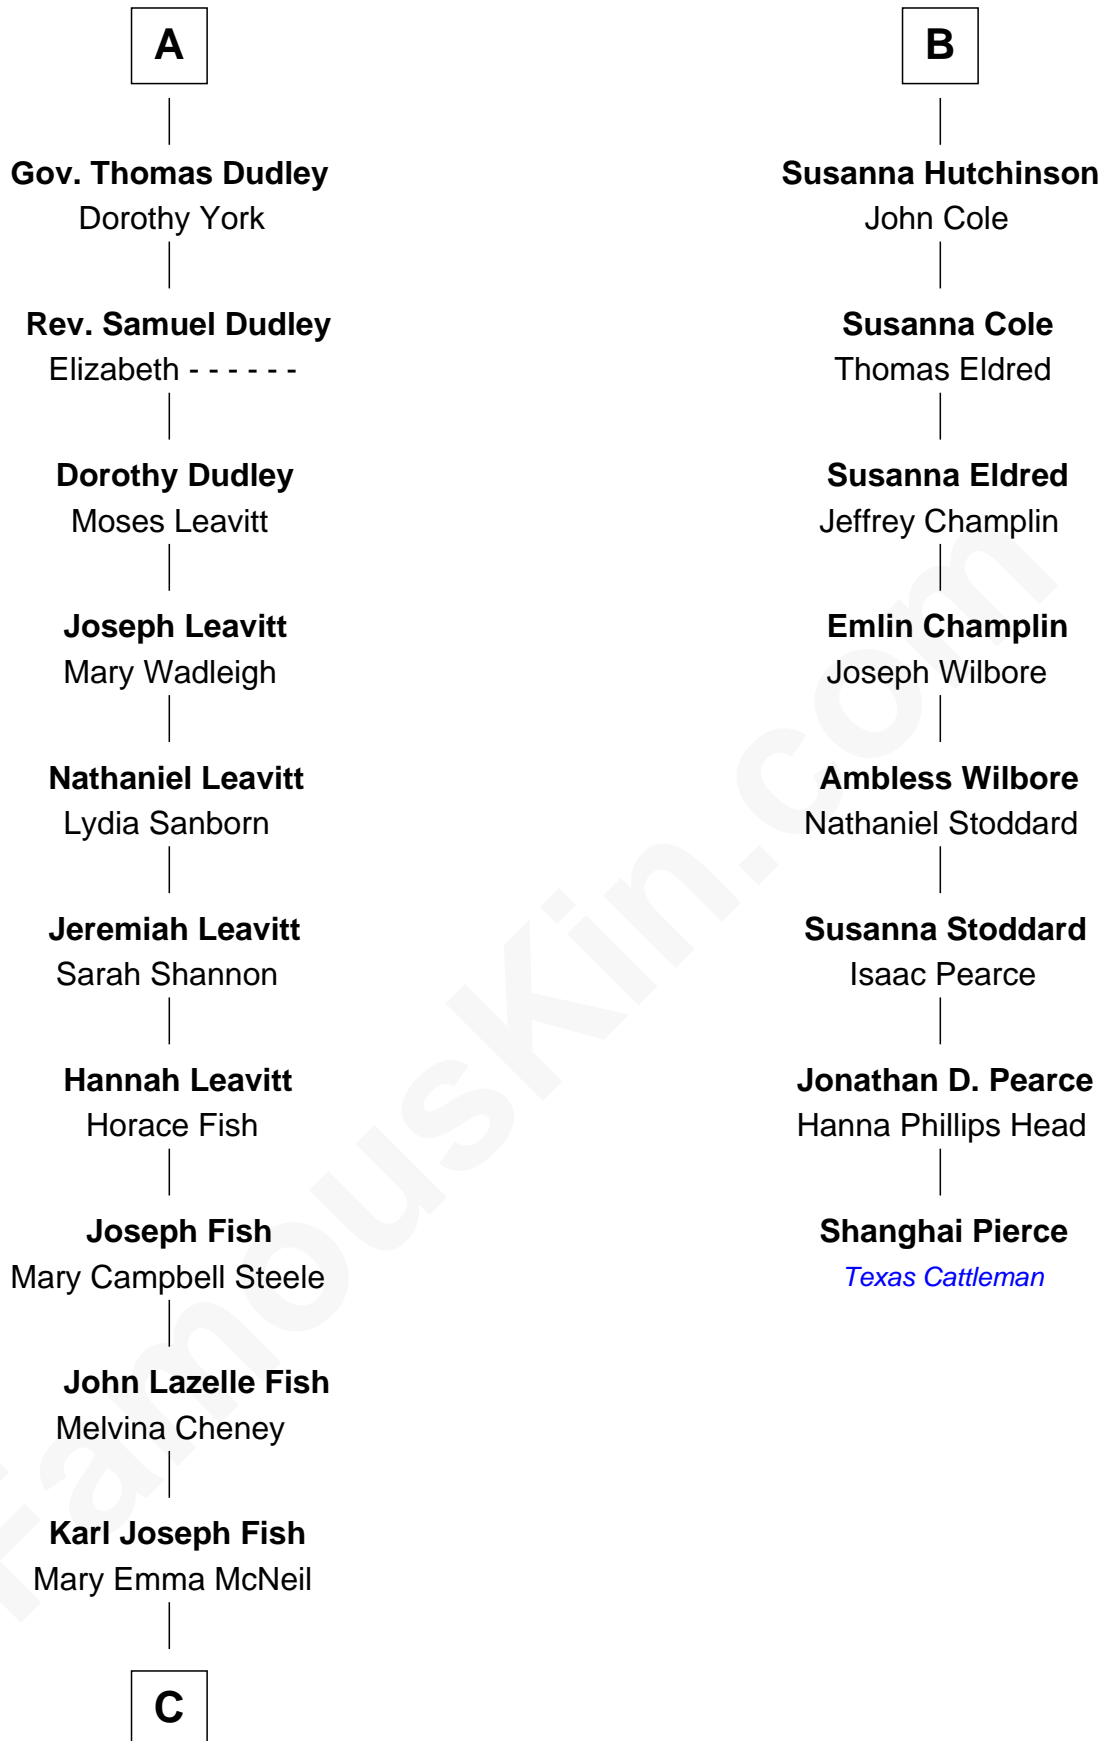 A
Gov. Thomas Dudley
Dorothy York
Rev. Samuel Dudley
Elizabeth - - - - - -
Dorothy Dudley
Moses Leavitt
Joseph Leavitt
Mary Wadleigh
Nathaniel Leavitt
Lydia Sanborn
Jeremiah Leavitt
Sarah Shannon
Hannah Leavitt
Horace Fish
Joseph Fish
Mary Campbell Steele
John Lazelle Fish
Melvina Cheney
Karl Joseph Fish
Mary Emma McNeil
C
B
Susanna Hutchinson
John Cole
Susanna Cole
Thomas Eldred
Susanna Eldred
Jeffrey Champlin
Emlin Champlin
Joseph Wilbore
Ambless Wilbore
Nathaniel Stoddard
Susanna Stoddard
Isaac Pearce
Jonathan D. Pearce
Hanna Phillips Head
Shanghai Pierce
Texas Cattleman
FamousKin.com